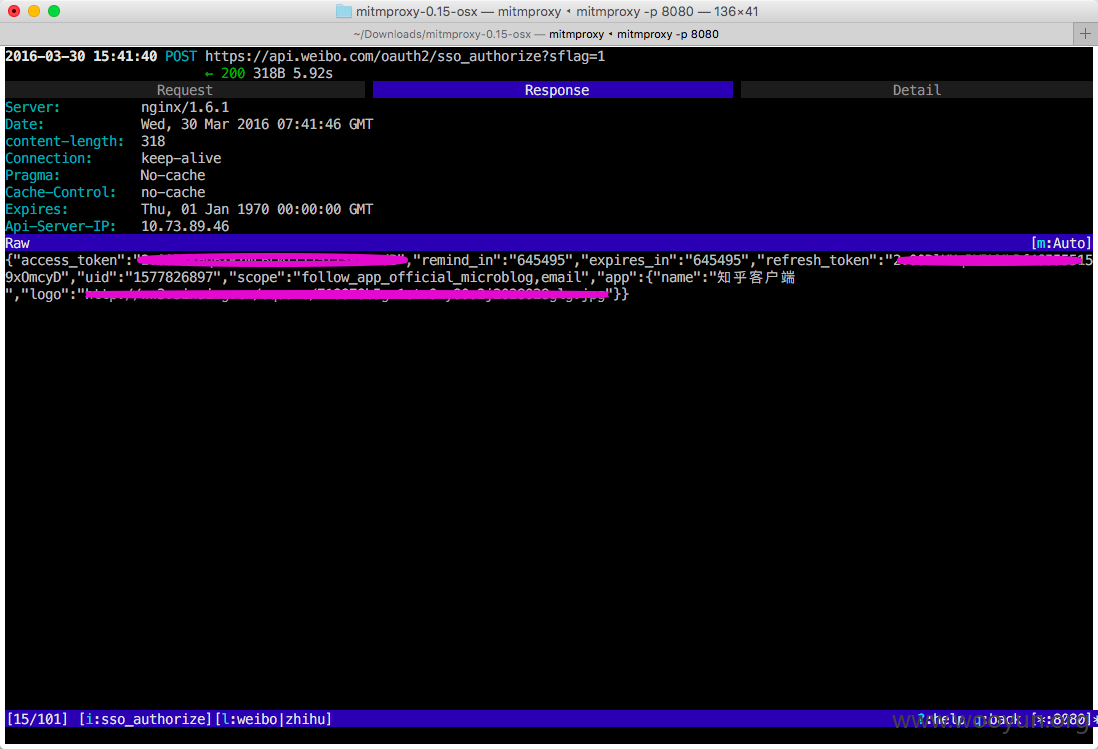 mitmproxy-0.15-osx — mitmproxy ◂ mitmproxy -p 8080 — 136×41
~/Downloads/mitmproxy-0.15-osx — mitmproxy ◂ mitmproxy -p 8080 +
2016-03-30 15:41:40 POST https://api.weibo.com/oauth2/sso_authorize?sflag=1
← 200 318B 5.92s
Request Response Detail
Server: nginx/1.6.1
Date: Wed, 30 Mar 2016 07:41:46 GMT
content-length: 318
Connection: keep-alive
Pragma: No-cache
Cache-Control: no-cache
Expires: Thu, 01 Jan 1970 00:00:00 GMT
Api-Server-IP: 10.73.89.46
Raw [m:Auto]
{"access_token":" ","remind_in":"645495","expires_in":"645495","refresh_token":"
9xOmcyD","uid":"1577826897","scope":"follow_app_official_microblog,email","app":{"name":"知乎客户端
","logo":" "}}
[15/101] [i:sso_authorize][l:weibo|zhihu] ?:help q:back [*:8080]
www.wooyun.org